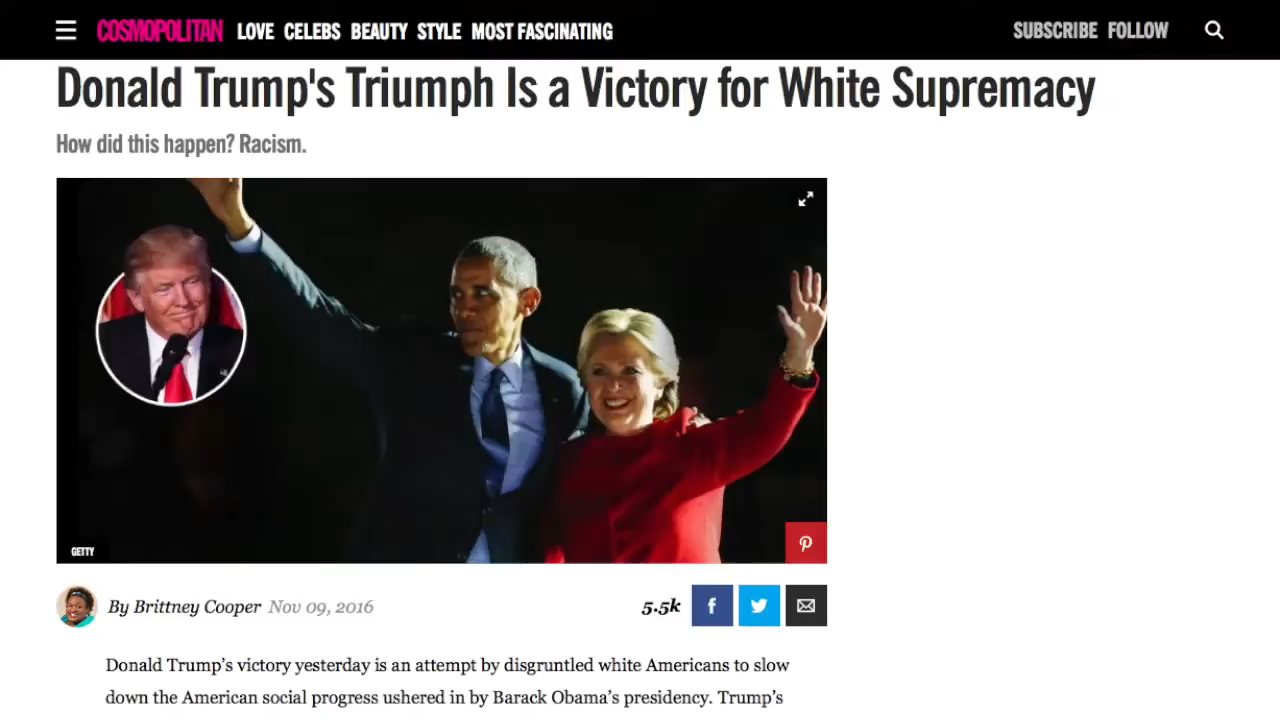 COSMOPOLITAN LOVE CELEBS BEAUTY STYLE MOST FASCINATING SUBSCRIBE FOLLOW
Donald Trump's Triumph Is a Victory for White Supremacy
How did this happen? Racism.
GETTY
By Brittney Cooper Nov 09, 2016 5.5k
Donald Trump’s victory yesterday is an attempt by disgruntled white Americans to slow
down the American social progress ushered in by Barack Obama’s presidency. Trump’s